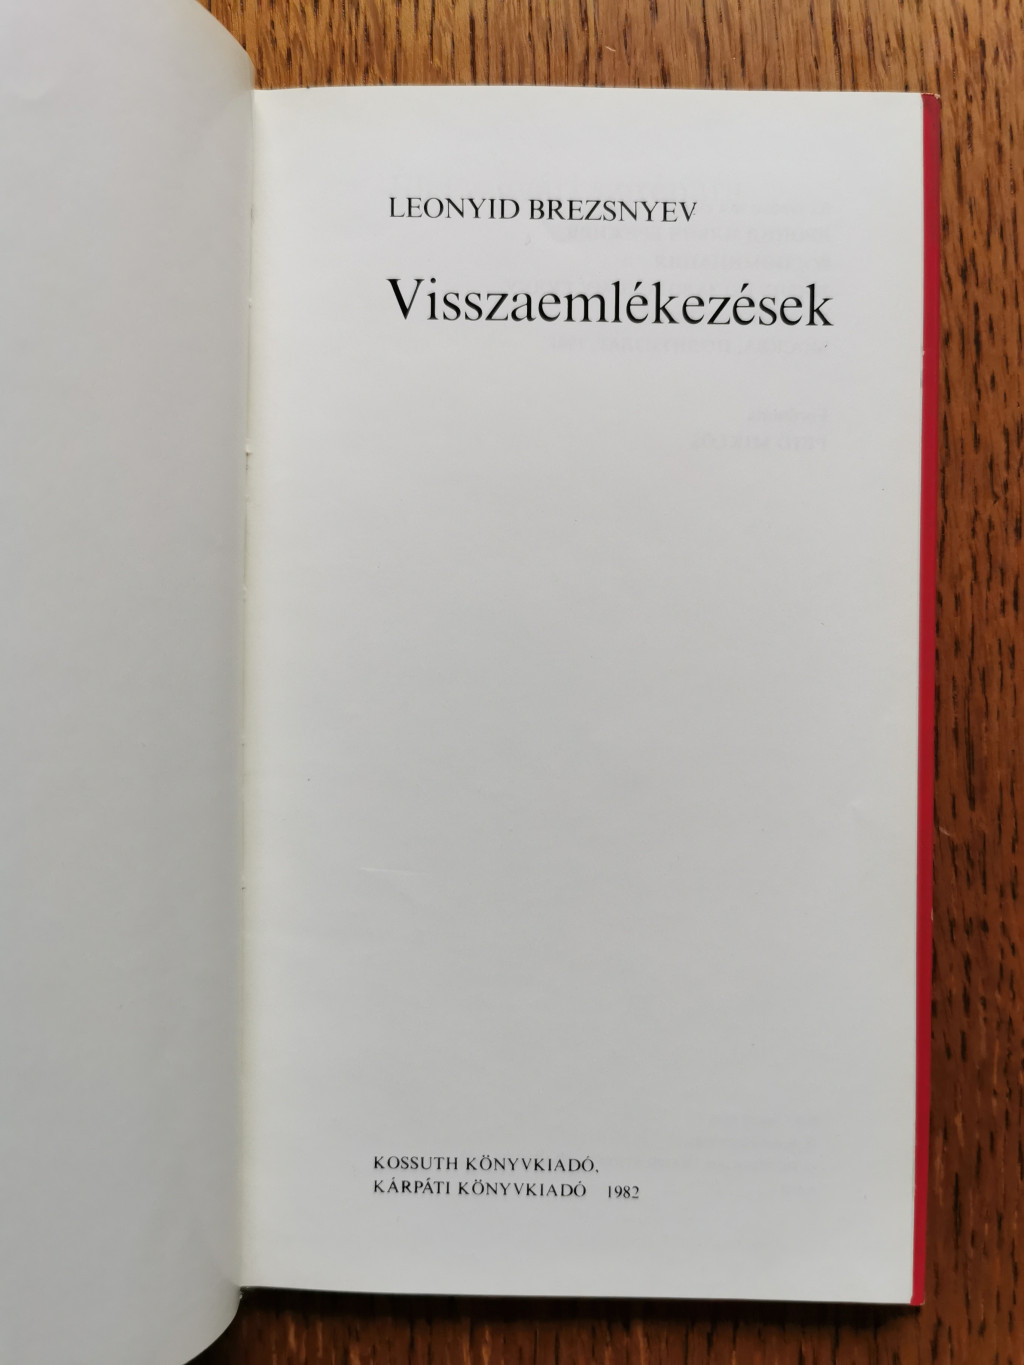 LEONYID BREZSNYEV
Visszaemlékezések
KOSSUTH KÖNYVKIADÓ,
KÁRPÁTI KÖNYVKIADÓ 1982